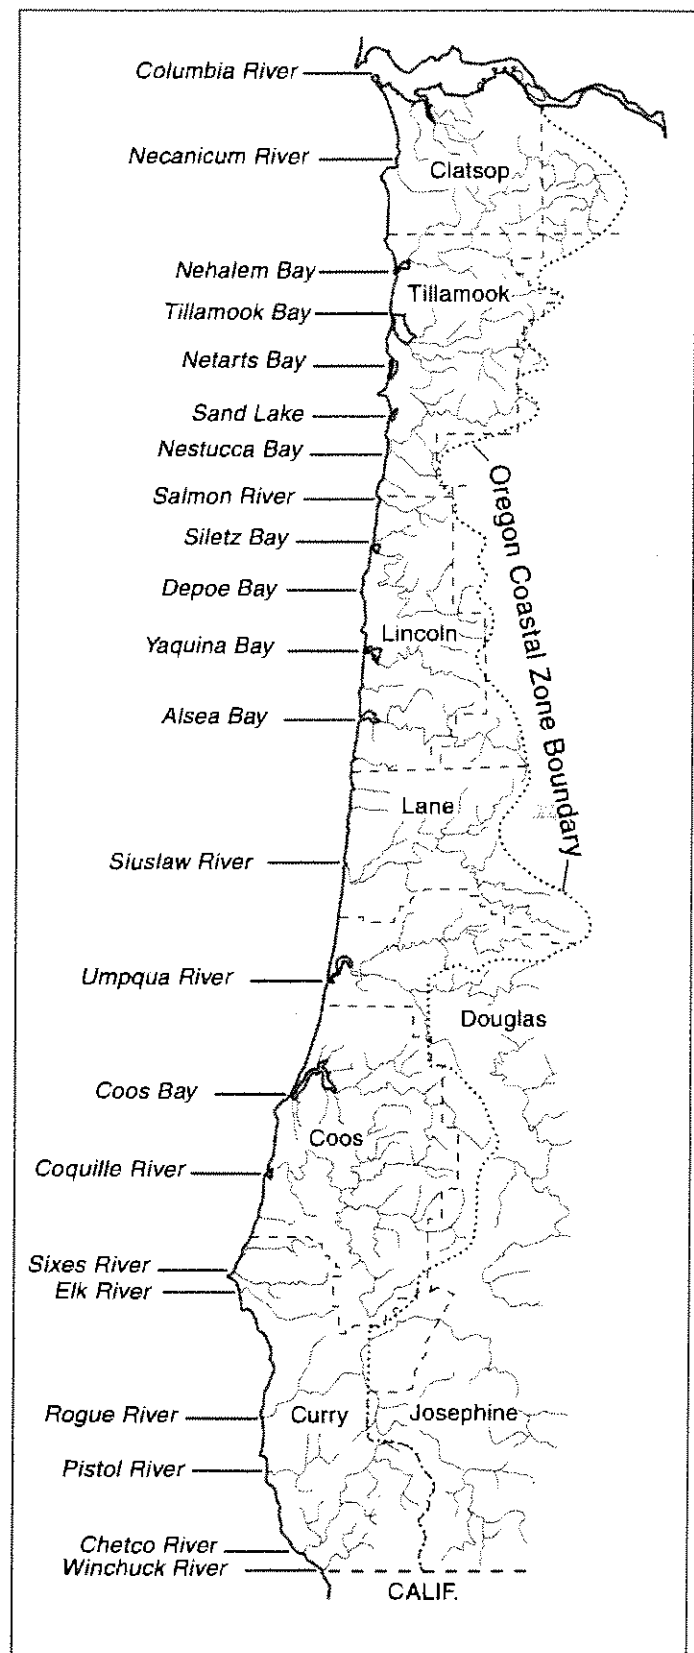 Columbia River
Necanicum River
Clatsop
Nehalem Bay
Tillamook
Tillamook Bay
Netarts Bay
Sand Lake
Nestucca Bay
Salmon River
Oregon Coastal Zone Boundary
Siletz Bay
Depoe Bay
Lincoln
Yaquina Bay
Alsea Bay
Lane
Siuslaw River
Umpqua River
Douglas
Coos Bay
Coos
Coquille River
Sixes River
Elk River
Rogue River
Curry
Josephine
Pistol River
Chetco River
Winchuck River
CALIF.